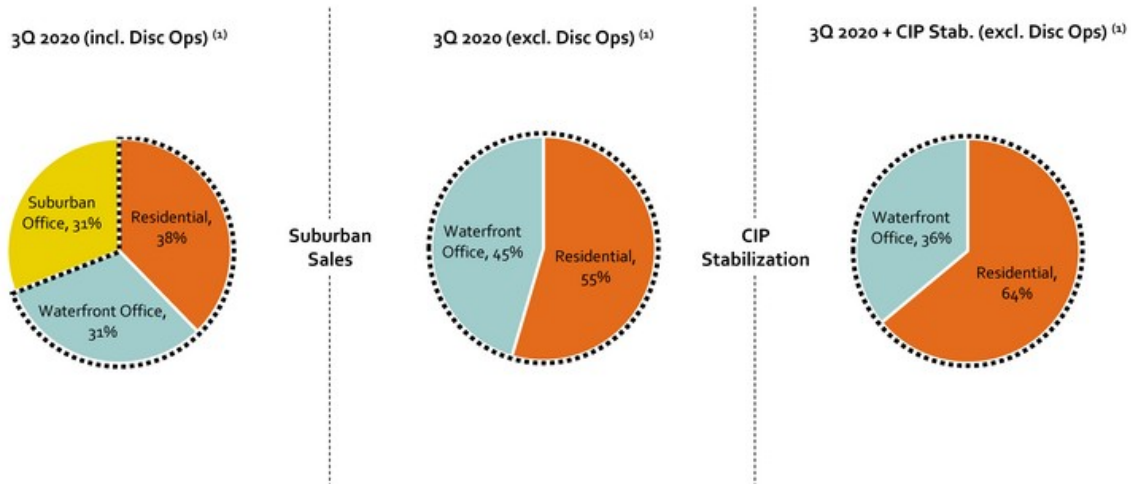 3Q 2020 (incl. Disc Ops) (1)
Suburban
Office, 31%
Residential,
38%
Waterfront Office,
31%
Suburban
Sales
3Q 2020 (excl. Disc Ops) (1)
Waterfront
Office, 45%
Residential,
55%
CIP
Stabilization
3Q 2020 + CIP Stab. (excl. Disc Ops) (1)
Waterfront
Office, 36%
Residential,
64%